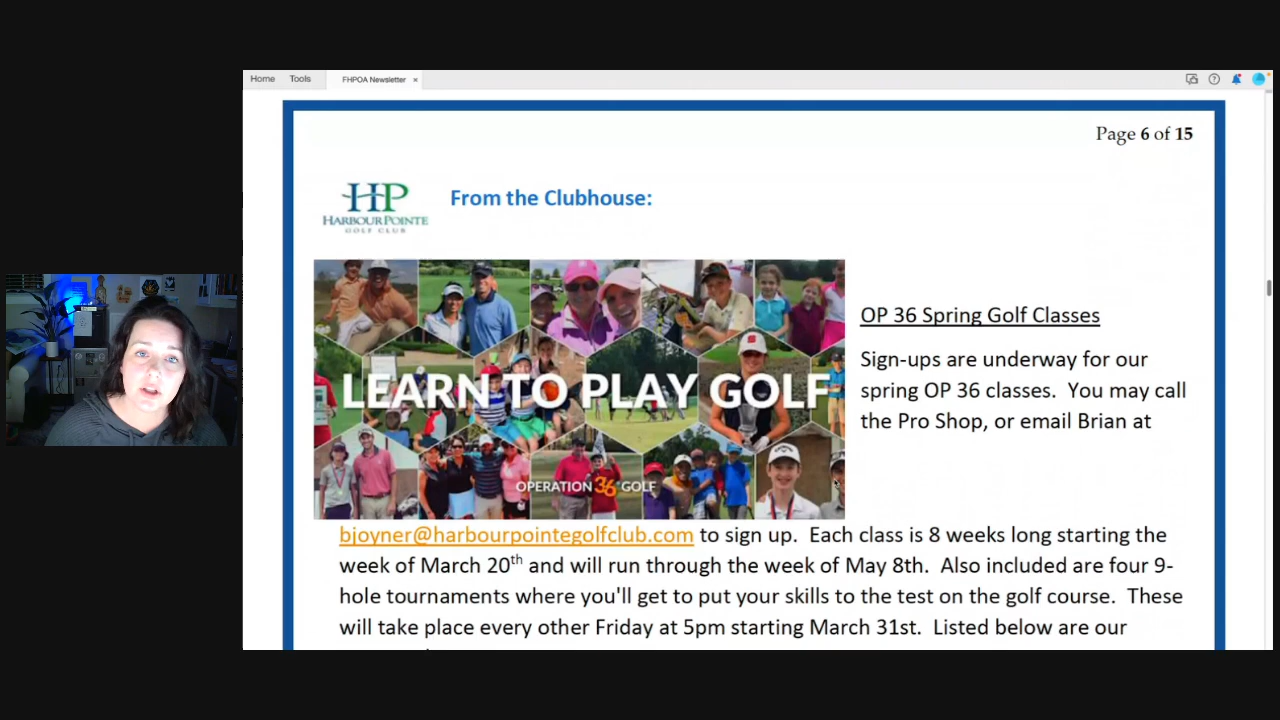 Home Tools FHPOA Newsletter ×
Page 6 of 15
HP
HARBOUR POINTE
GOLF CLUB
From the Clubhouse:
LEARN TO PLAY GOLF
OPERATION 36 GOLF
OP 36 Spring Golf Classes
Sign-ups are underway for our
spring OP 36 classes. You may call
the Pro Shop, or email Brian at
bjoyner@harbourpointegolfclub.com to sign up. Each class is 8 weeks long starting the
week of March 20th and will run through the week of May 8th. Also included are four 9-
hole tournaments where you'll get to put your skills to the test on the golf course. These
will take place every other Friday at 5pm starting March 31st. Listed below are our